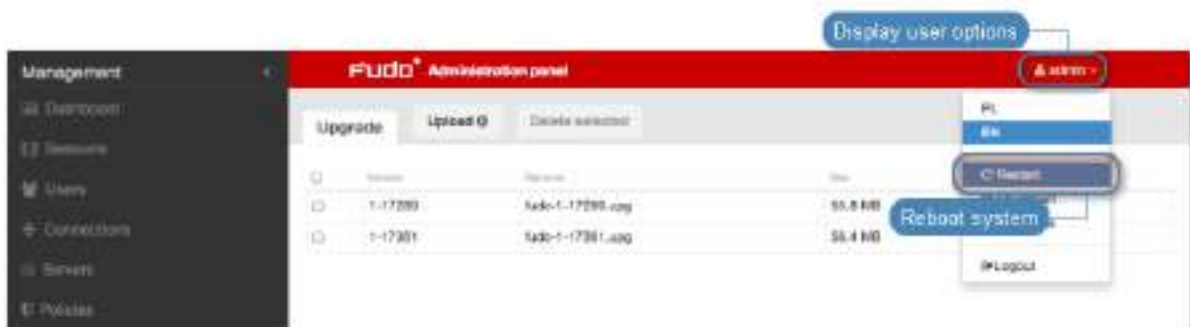 Display user options
Management
FUDO Administration panel
admin
Dashboard
Upgrade
Upload
Delete selected
PL
EN
Sessions
Restart
Users
1-17280
fudo-1-17280.upg
55.8 MB
Reboot system
Connections
1-17381
fudo-1-17381.upg
55.4 MB
Servers
Logout
Policies